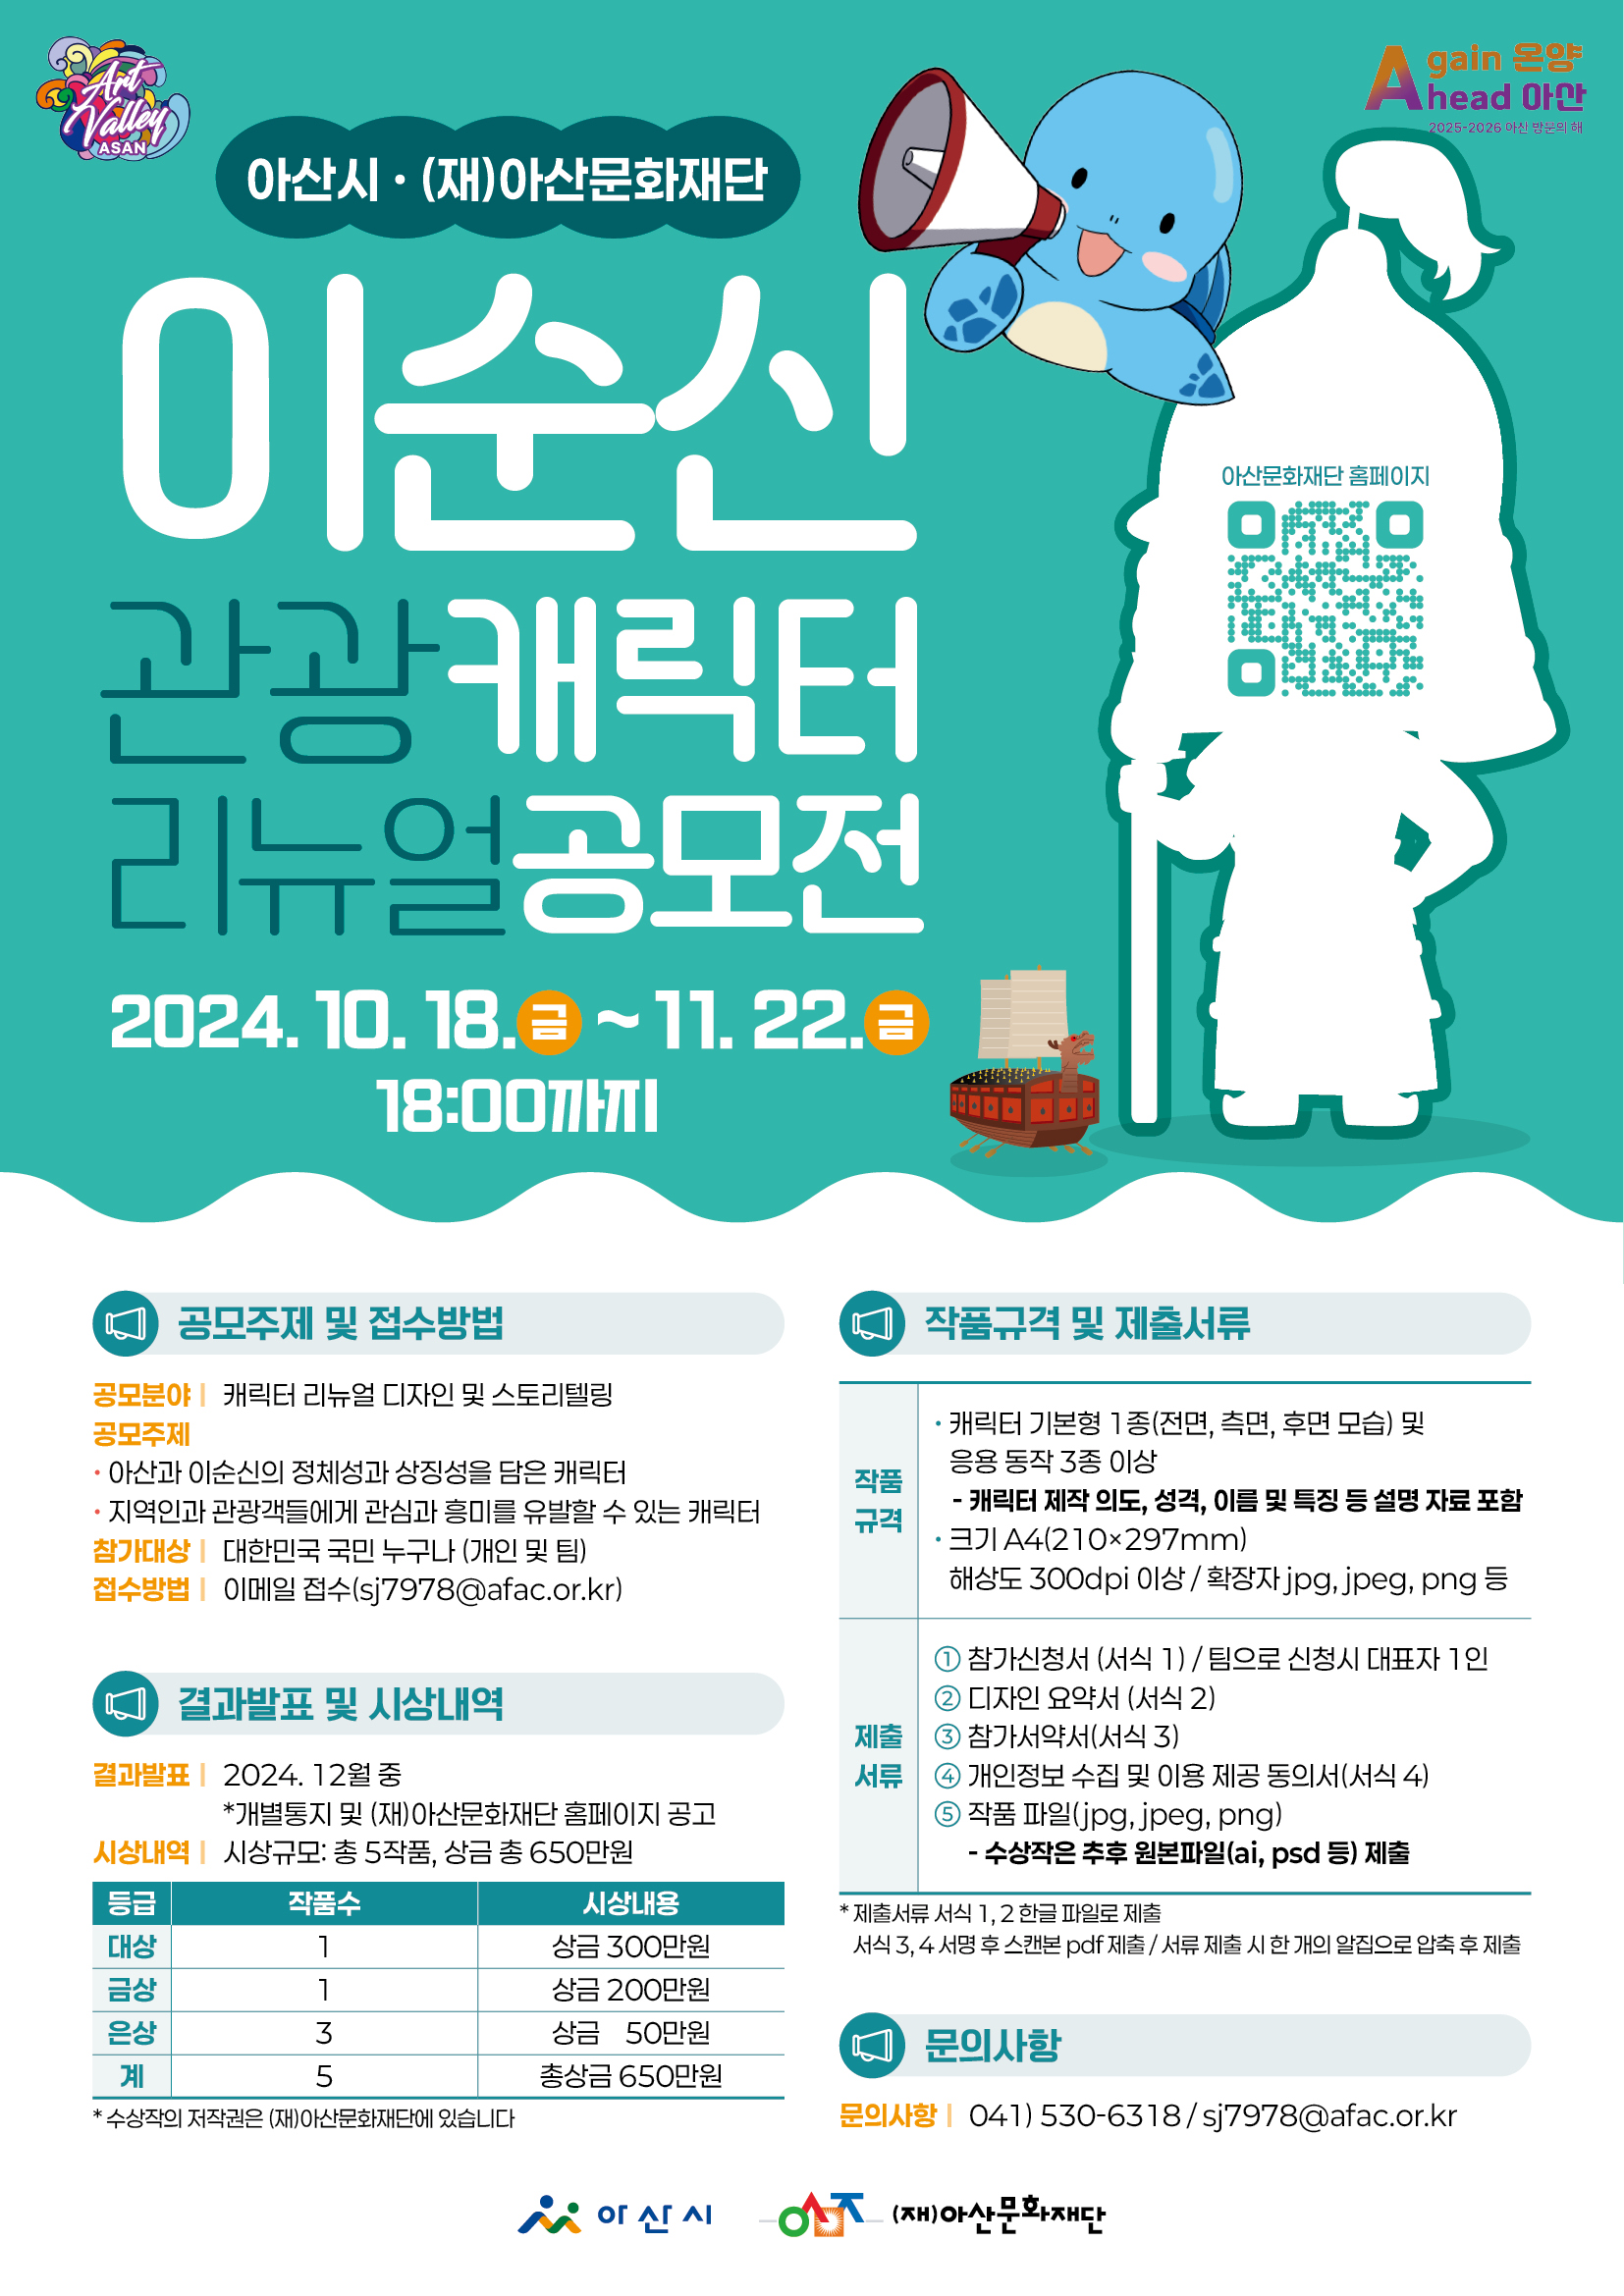 Art
Valley
ASAN
Again 온양
Ahead 아산
2025-2026 아산 방문의 해
아산시 · (재)아산문화재단
이순신
관광캐릭터
리뉴얼공모전
2024. 10. 18.금 ~ 11. 22.금
18:00까지
아산문화재단 홈페이지
공모주제 및 접수방법
공모분야 | 캐릭터 리뉴얼 디자인 및 스토리텔링
공모주제
· 아산과 이순신의 정체성과 상징성을 담은 캐릭터
· 지역인과 관광객들에게 관심과 흥미를 유발할 수 있는 캐릭터
참가대상 | 대한민국 국민 누구나 (개인 및 팀)
접수방법 | 이메일 접수(sj7978@afac.or.kr)
결과발표 및 시상내역
결과발표 | 2024. 12월 중
*개별통지 및 (재)아산문화재단 홈페이지 공고
시상내역 | 시상규모: 총 5작품, 상금 총 650만원
등급 작품수 시상내용
대상 1 상금 300만원
금상 1 상금 200만원
은상 3 상금 50만원
계 5 총상금 650만원
* 수상작의 저작권은 (재)아산문화재단에 있습니다
작품규격 및 제출서류
작품
규격
· 캐릭터 기본형 1종(전면, 측면, 후면 모습) 및
응용 동작 3종 이상
- 캐릭터 제작 의도, 성격, 이름 및 특징 등 설명 자료 포함
· 크기 A4(210×297mm)
해상도 300dpi 이상 / 확장자 jpg, jpeg, png 등
제출
서류
① 참가신청서 (서식 1) / 팀으로 신청시 대표자 1인
② 디자인 요약서 (서식 2)
③ 참가서약서(서식 3)
④ 개인정보 수집 및 이용 제공 동의서(서식 4)
⑤ 작품 파일(jpg, jpeg, png)
- 수상작은 추후 원본파일(ai, psd 등) 제출
* 제출서류 서식 1, 2 한글 파일로 제출
서식 3, 4 서명 후 스캔본 pdf 제출 / 서류 제출 시 한 개의 알집으로 압축 후 제출
문의사항
문의사항 | 041) 530-6318 / sj7978@afac.or.kr
아산시
(재)아산문화재단